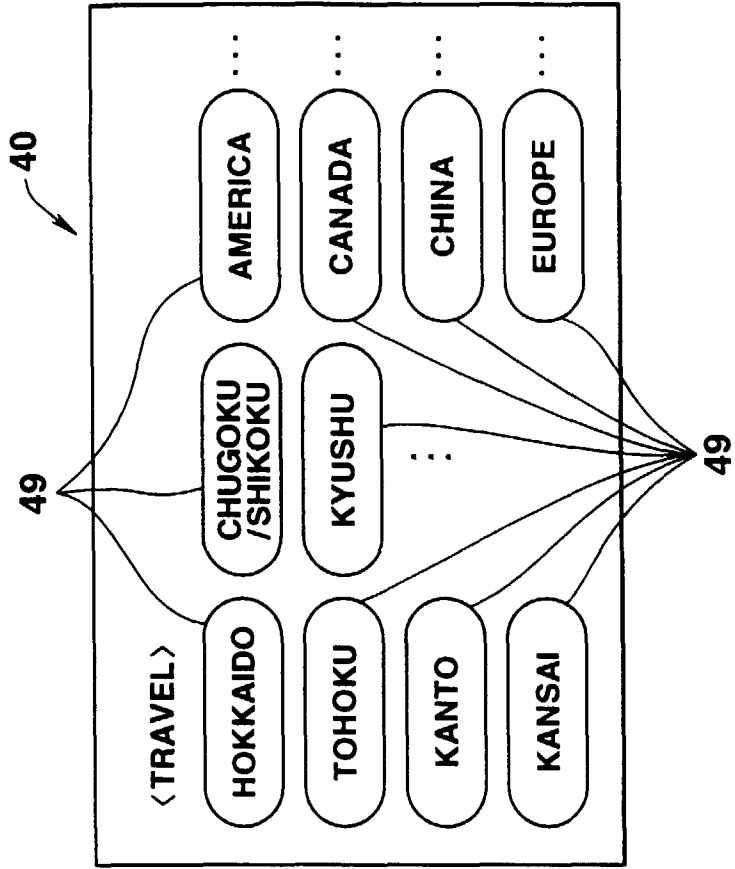 40
49
<TRAVEL>
HOKKAIDO
TOHOKU
KANTO
KANSAI
CHUGOKU
/SHIKOKU
KYUSHU
...
AMERICA ...
CANADA ...
CHINA ...
EUROPE ...
49